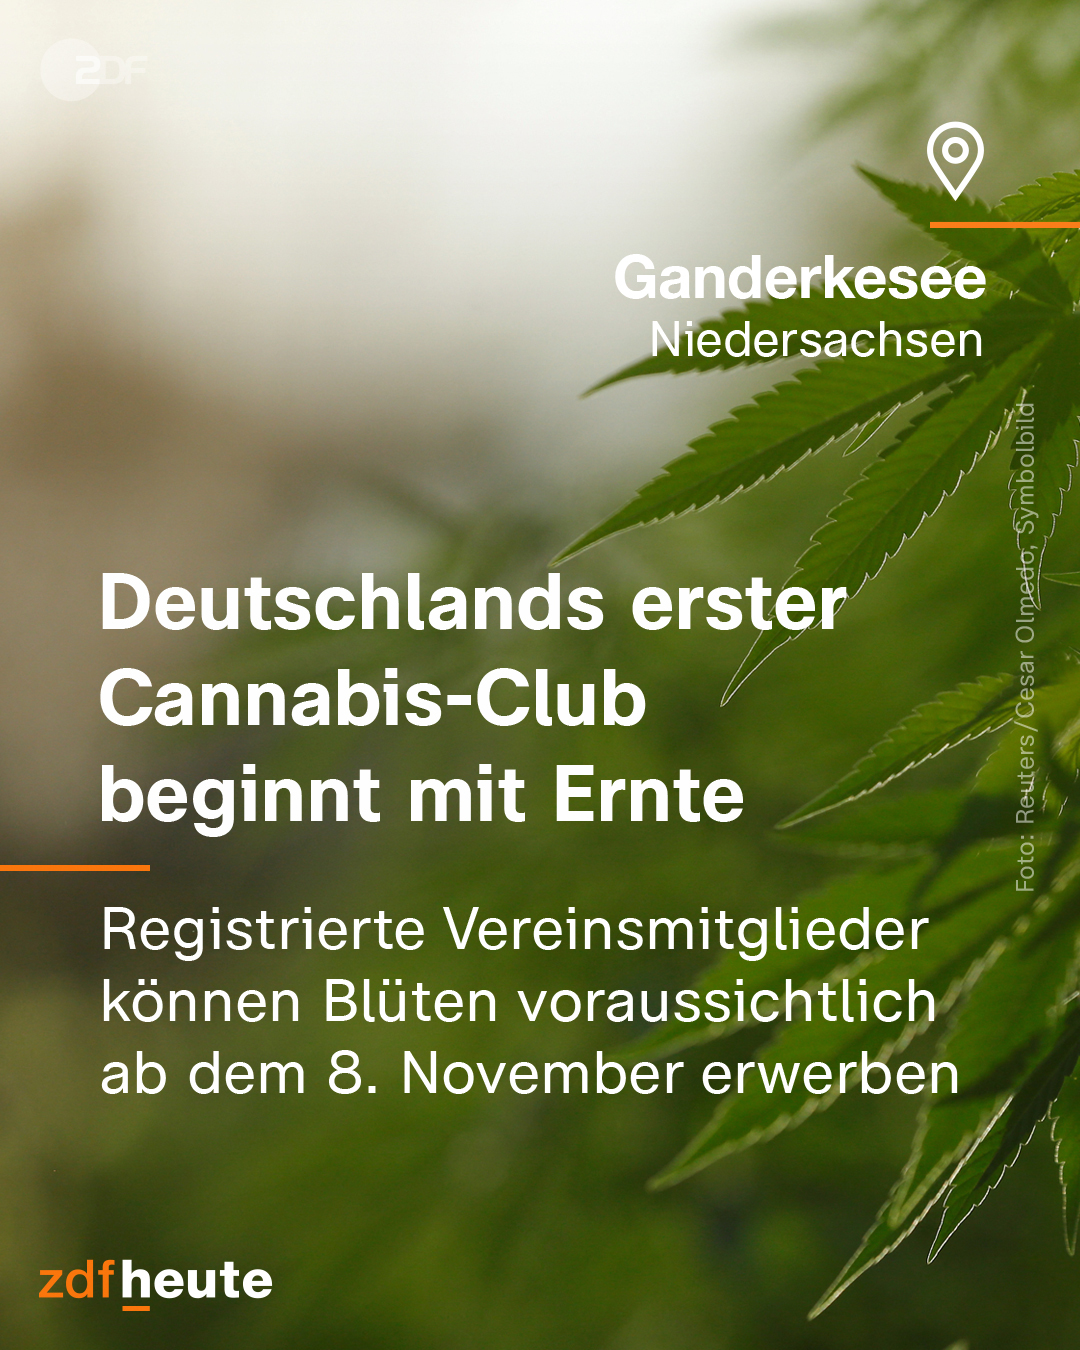 ZDF
Ganderkesee
Niedersachsen
Deutschlands erster
Cannabis-Club
beginnt mit Ernte
Registrierte Vereinsmitglieder
können Blüten voraussichtlich
ab dem 8. November erwerben
Foto: Reuters/Cesar Olmedo, Symbolbild
zdfheute